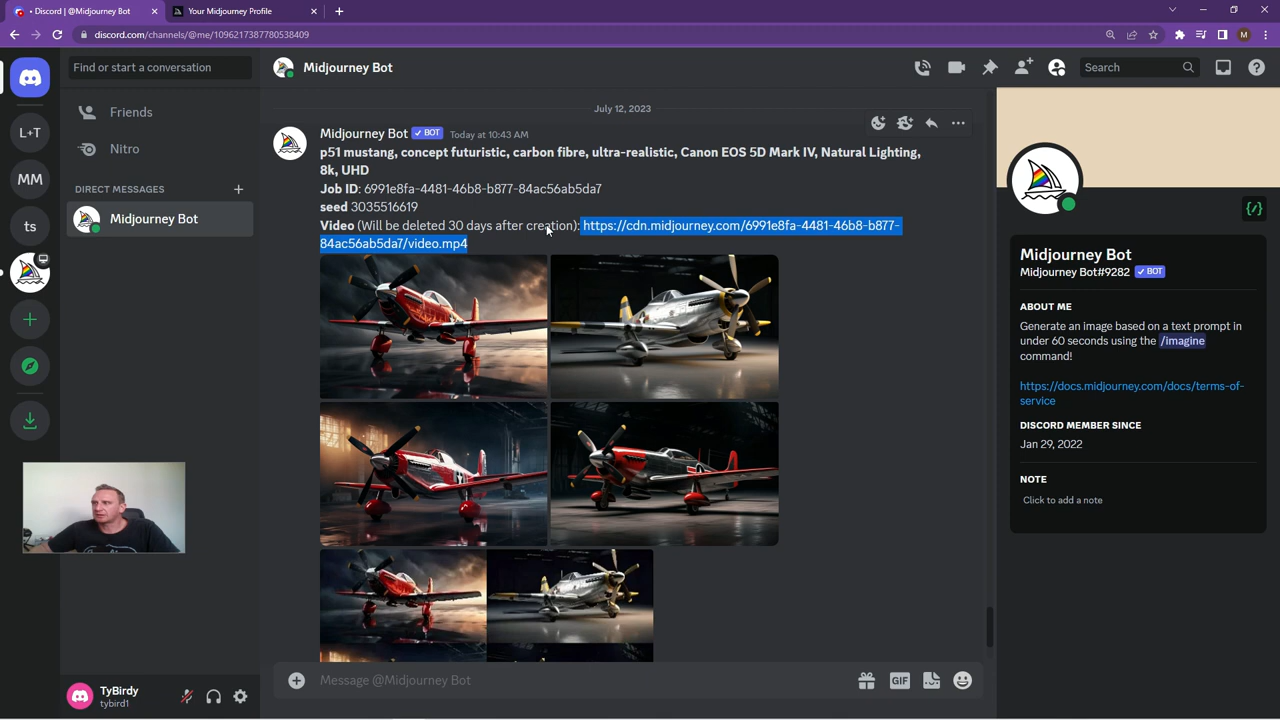 • Discord | @Midjourney Bot
Your Midjourney Profile
discord.com/channels/@me/1096217387780538409
M
Find or start a conversation
Midjourney Bot
Search
L+T
MM
ts
Friends
Nitro
DIRECT MESSAGES
Midjourney Bot
July 12, 2023
Midjourney Bot ✓ BOT Today at 10:43 AM
p51 mustang, concept futuristic, carbon fibre, ultra-realistic, Canon EOS 5D Mark IV, Natural Lighting,
8k, UHD
Job ID: 6991e8fa-4481-46b8-b877-84ac56ab5da7
seed 3035516619
Video (Will be deleted 30 days after creation): https://cdn.midjourney.com/6991e8fa-4481-46b8-b877-
84ac56ab5da7/video.mp4
Message @Midjourney Bot
GIF
TyBirdy
tybird1
Midjourney Bot
Midjourney Bot#9282 ✓ BOT
ABOUT ME
Generate an image based on a text prompt in
under 60 seconds using the /imagine
command!
https://docs.midjourney.com/docs/terms-of-
service
DISCORD MEMBER SINCE
Jan 29, 2022
NOTE
Click to add a note